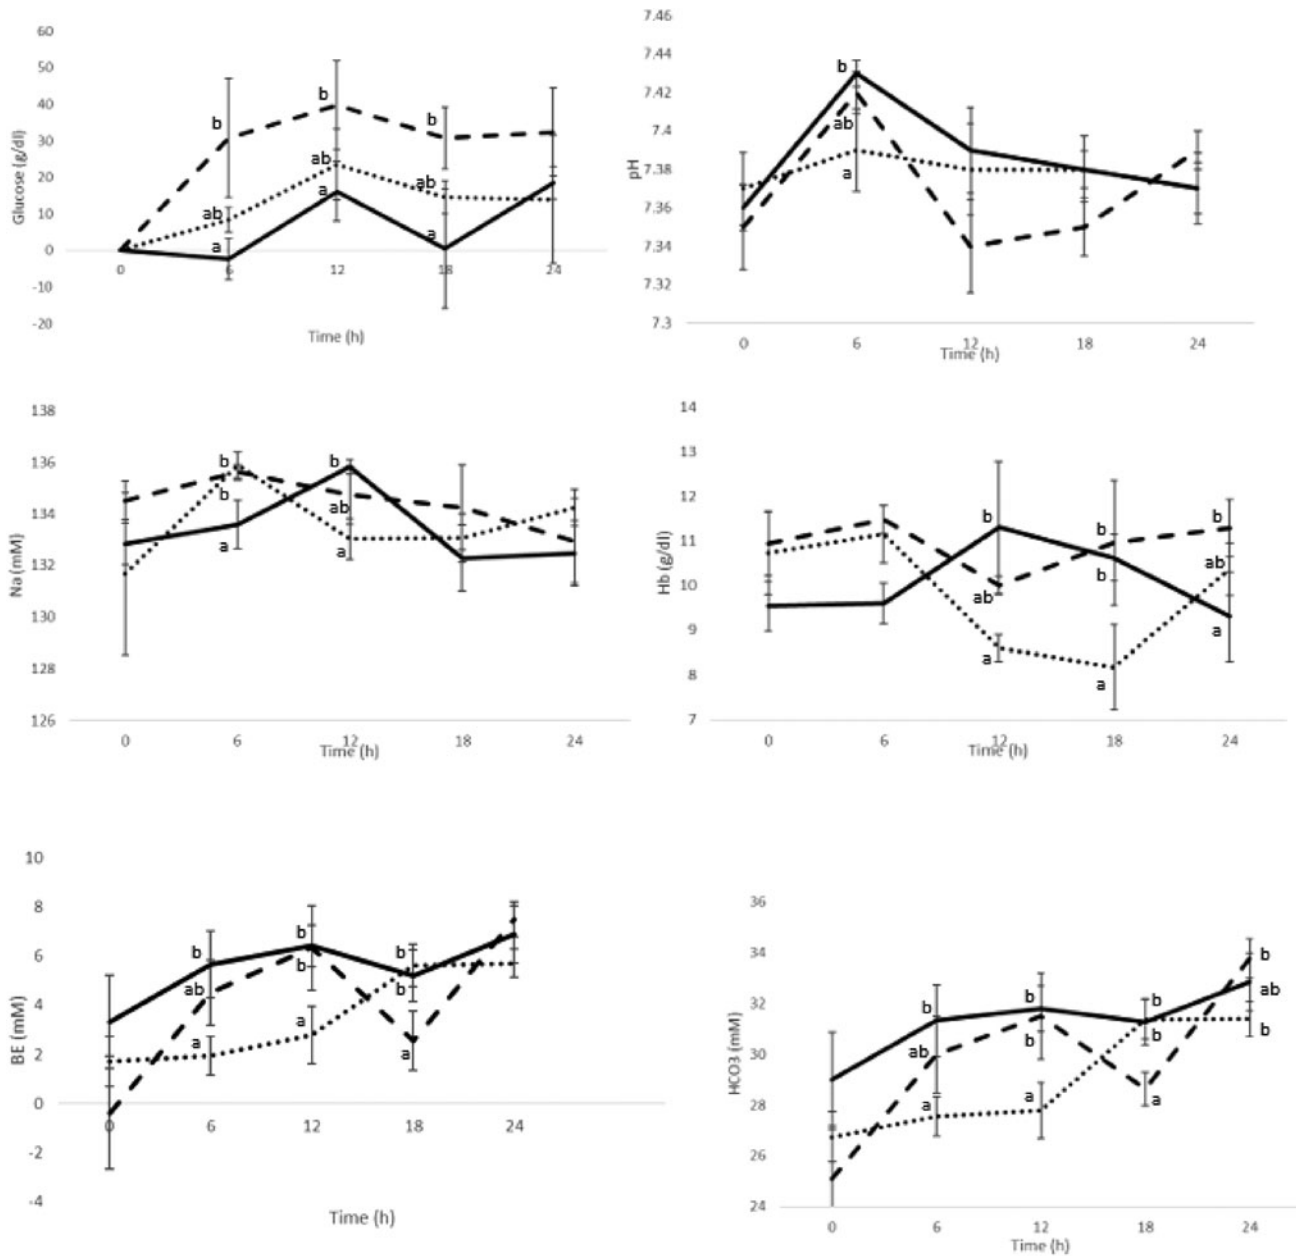 60
50
40
30
20
10
0
-10
-20
Glucose (g/dl)
b
b
b
ab
ab
ab
a
a
a
0
6
12
18
24
Time (h)
7.46
7.44
7.42
7.4
7.38
7.36
7.34
7.32
7.3
pH
b
ab
a
0
6
12
18
24
Time (h)
138
136
134
132
130
128
126
Na (mM)
b
b
b
ab
a
a
0
6
12
18
24
Time (h)
14
13
12
11
10
9
8
7
Hb (g/dl)
b
b
b
b
ab
ab
a
a
a
0
6
12
18
24
Time (h)
10
8
6
4
2
0
-2
-4
BE (mM)
b
b
b
ab
b
b
a
a
a
0
6
12
18
24
Time (h)
36
34
32
30
28
26
24
HCO3 (mM)
b
b
b
b
ab
ab
b
b
b
a
a
a
0
6
12
18
24
Time (h)